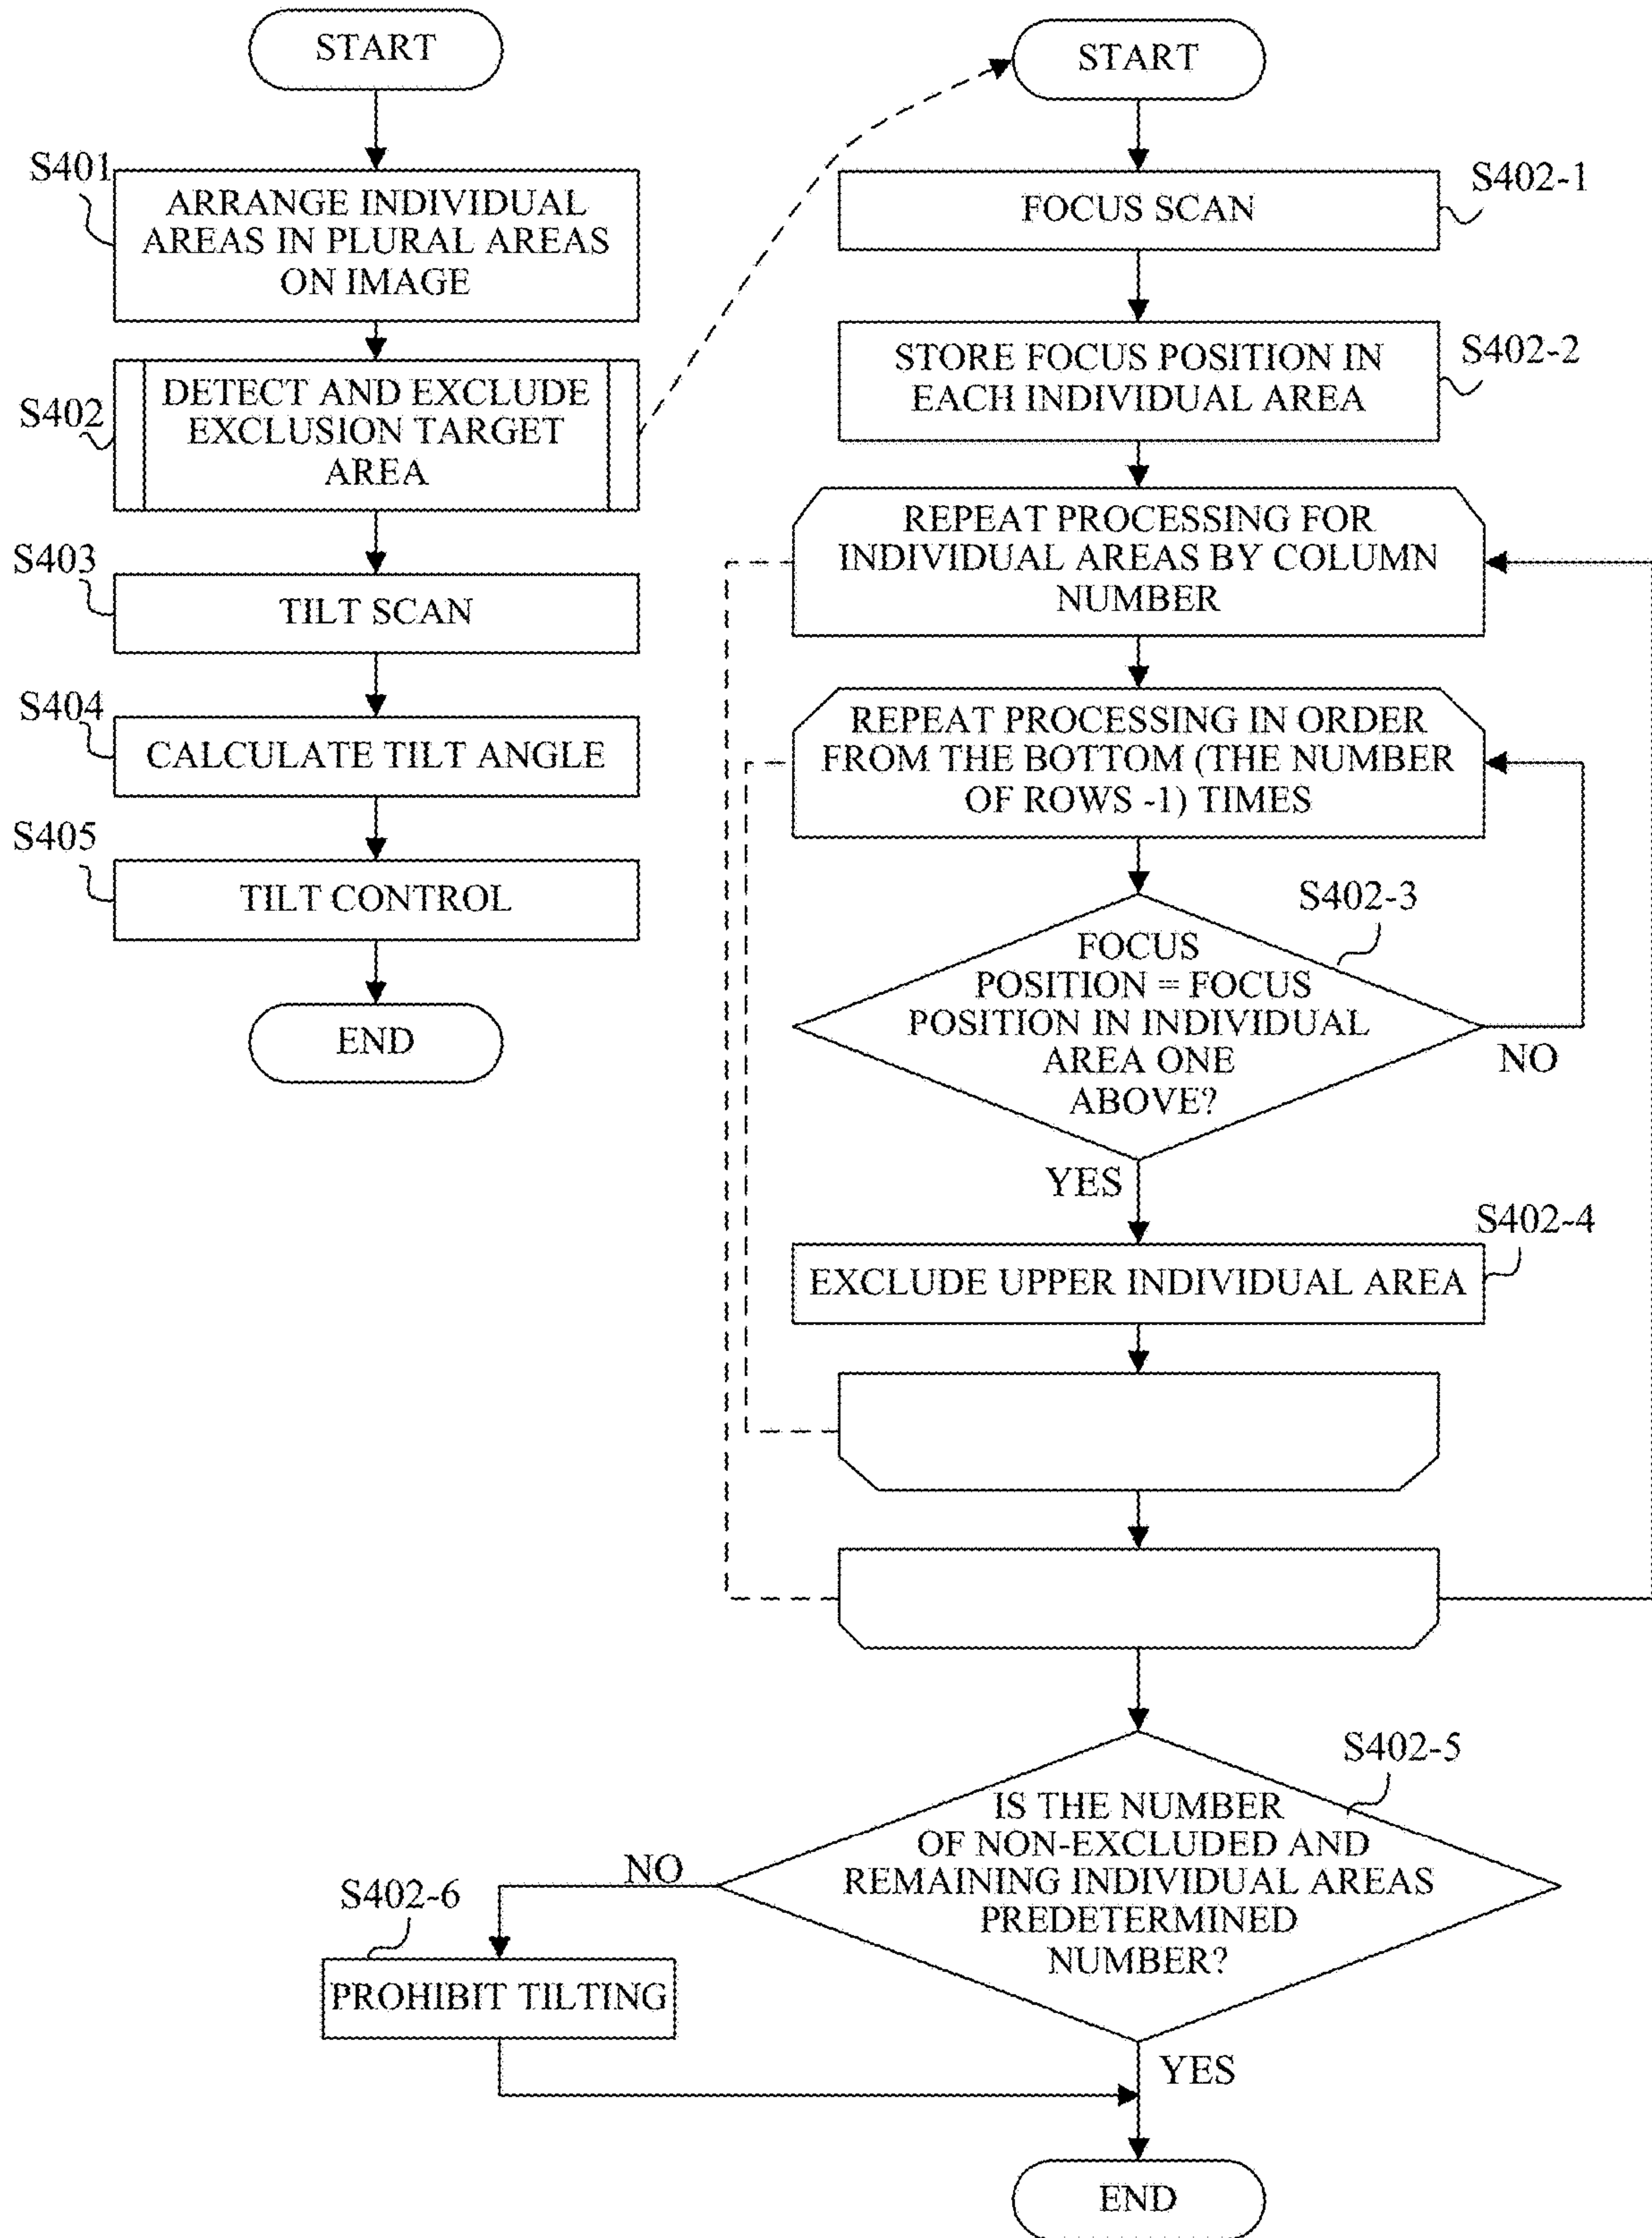 START
S401
ARRANGE INDIVIDUAL
AREAS IN PLURAL AREAS
ON IMAGE
S402
DETECT AND EXCLUDE
EXCLUSION TARGET
AREA
S403
TILT SCAN
S404
CALCULATE TILT ANGLE
S405
TILT CONTROL
END
START
S402-1
FOCUS SCAN
S402-2
STORE FOCUS POSITION IN
EACH INDIVIDUAL AREA
REPEAT PROCESSING FOR
INDIVIDUAL AREAS BY COLUMN
NUMBER
REPEAT PROCESSING IN ORDER
FROM THE BOTTOM (THE NUMBER
OF ROWS -1) TIMES
S402-3
FOCUS
POSITION = FOCUS
POSITION IN INDIVIDUAL
AREA ONE
ABOVE?
NO
YES
S402-4
EXCLUDE UPPER INDIVIDUAL AREA
S402-5
IS THE NUMBER
OF NON-EXCLUDED AND
REMAINING INDIVIDUAL AREAS
PREDETERMINED
NUMBER?
NO
S402-6
PROHIBIT TILTING
YES
END